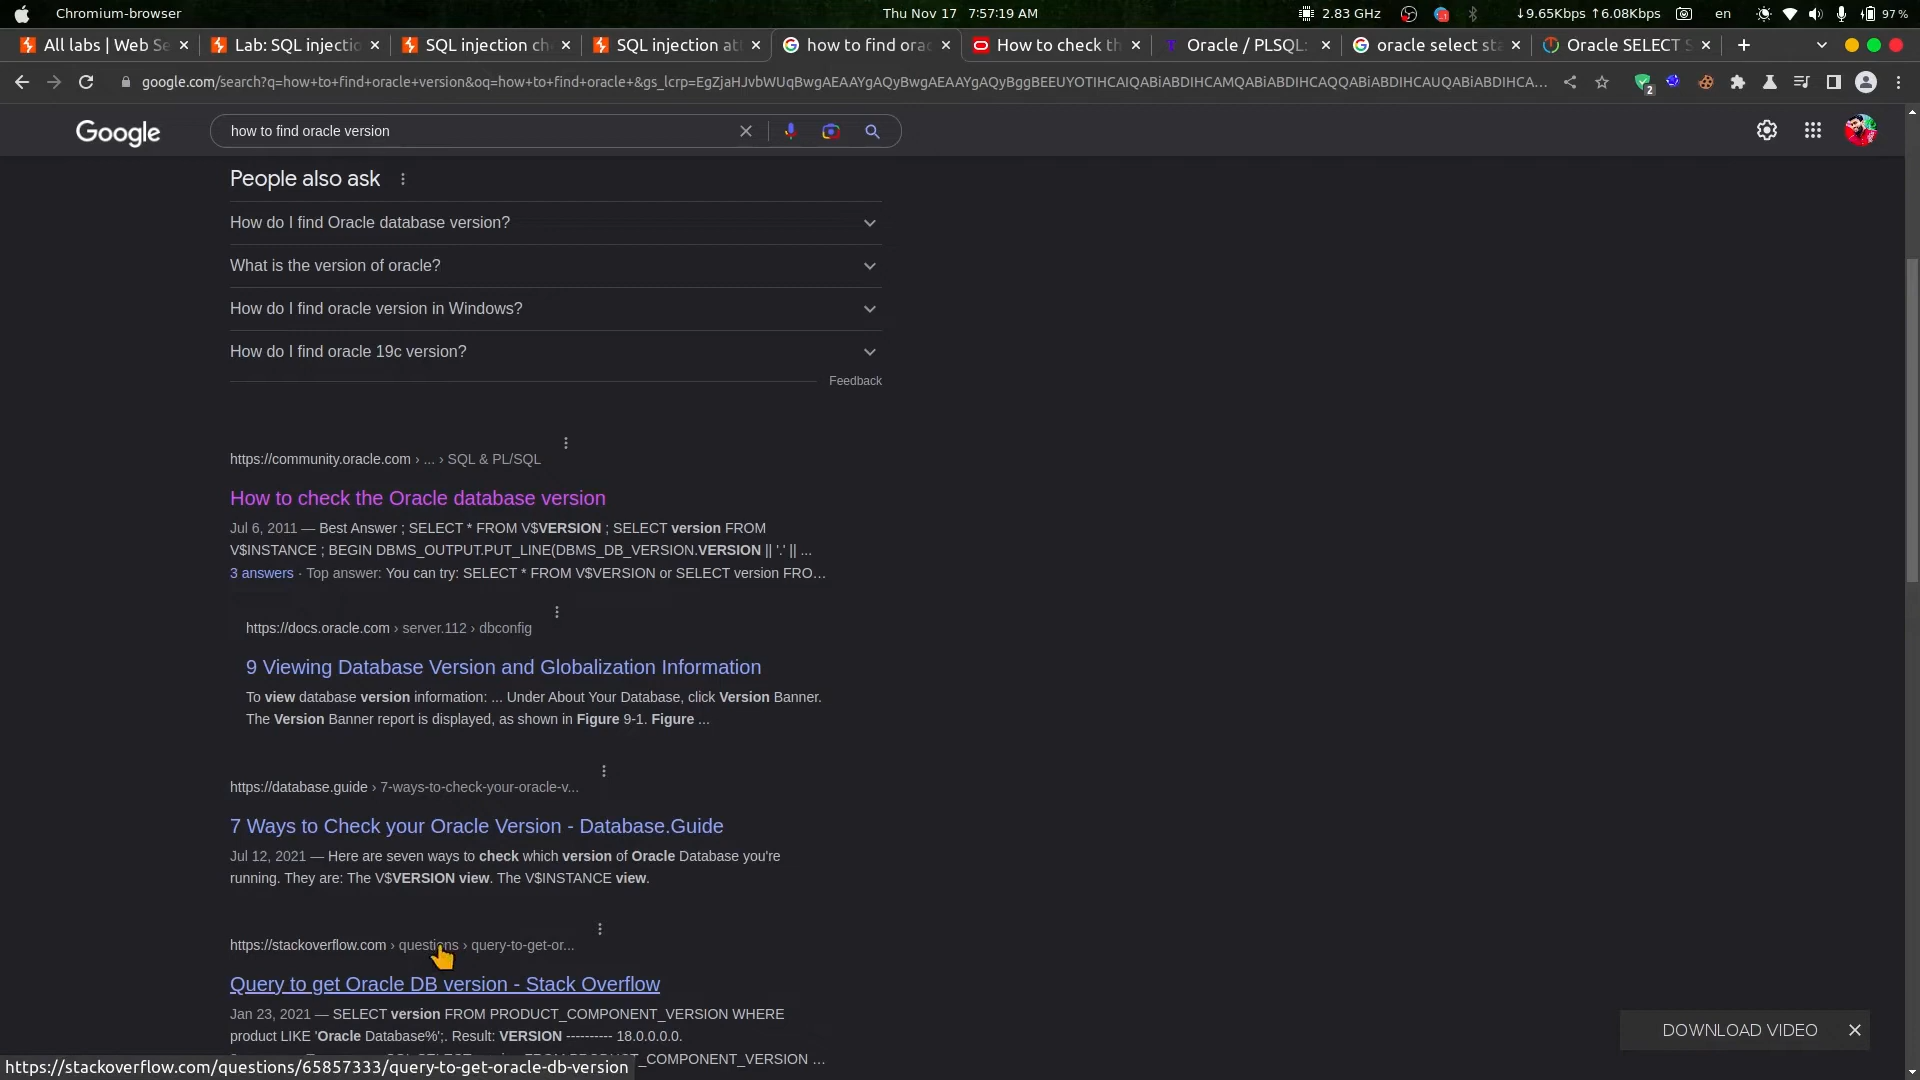 Chromium-browser
Thu Nov 17 7:57:19 AM
2.83 GHz
↓9.65Kbps ↑6.08Kbps
en
97%
All labs | Web Se
Lab: SQL injectio
SQL injection ch
SQL injection at
how to find orac
How to check th
Oracle / PLSQL:
oracle select sta
Oracle SELECT S
google.com/search?q=how+to+find+oracle+version&oq=how+to+find+oracle+&gs_lcrp=EgZjaHJvbWUqBwgAEAAYgAQyBwgAEAAYgAQyBggBEEUYOTIHCAIQABiABDIHCAMQABiABDIHCAQQABiABDIHCAUQABiABDIHCA...
2
Google
how to find oracle version
People also ask
How do I find Oracle database version?
What is the version of oracle?
How do I find oracle version in Windows?
How do I find oracle 19c version?
Feedback
https://community.oracle.com › ... › SQL & PL/SQL
How to check the Oracle database version
Jul 6, 2011 — Best Answer ; SELECT * FROM V$VERSION ; SELECT version FROM
V$INSTANCE ; BEGIN DBMS_OUTPUT.PUT_LINE(DBMS_DB_VERSION.VERSION || '.' || ...
3 answers · Top answer: You can try: SELECT * FROM V$VERSION or SELECT version FRO...
https://docs.oracle.com › server.112 › dbconfig
9 Viewing Database Version and Globalization Information
To view database version information: ... Under About Your Database, click Version Banner.
The Version Banner report is displayed, as shown in Figure 9-1. Figure ...
https://database.guide › 7-ways-to-check-your-oracle-v...
7 Ways to Check your Oracle Version - Database.Guide
Jul 12, 2021 — Here are seven ways to check which version of Oracle Database you're
running. They are: The V$VERSION view. The V$INSTANCE view.
https://stackoverflow.com › questions › query-to-get-or...
Query to get Oracle DB version - Stack Overflow
Jan 23, 2021 — SELECT version FROM PRODUCT_COMPONENT_VERSION WHERE
product LIKE 'Oracle Database%';. Result: VERSION ---------- 18.0.0.0.0.
_COMPONENT_VERSION ...
DOWNLOAD VIDEO
https://stackoverflow.com/questions/65857333/query-to-get-oracle-db-version